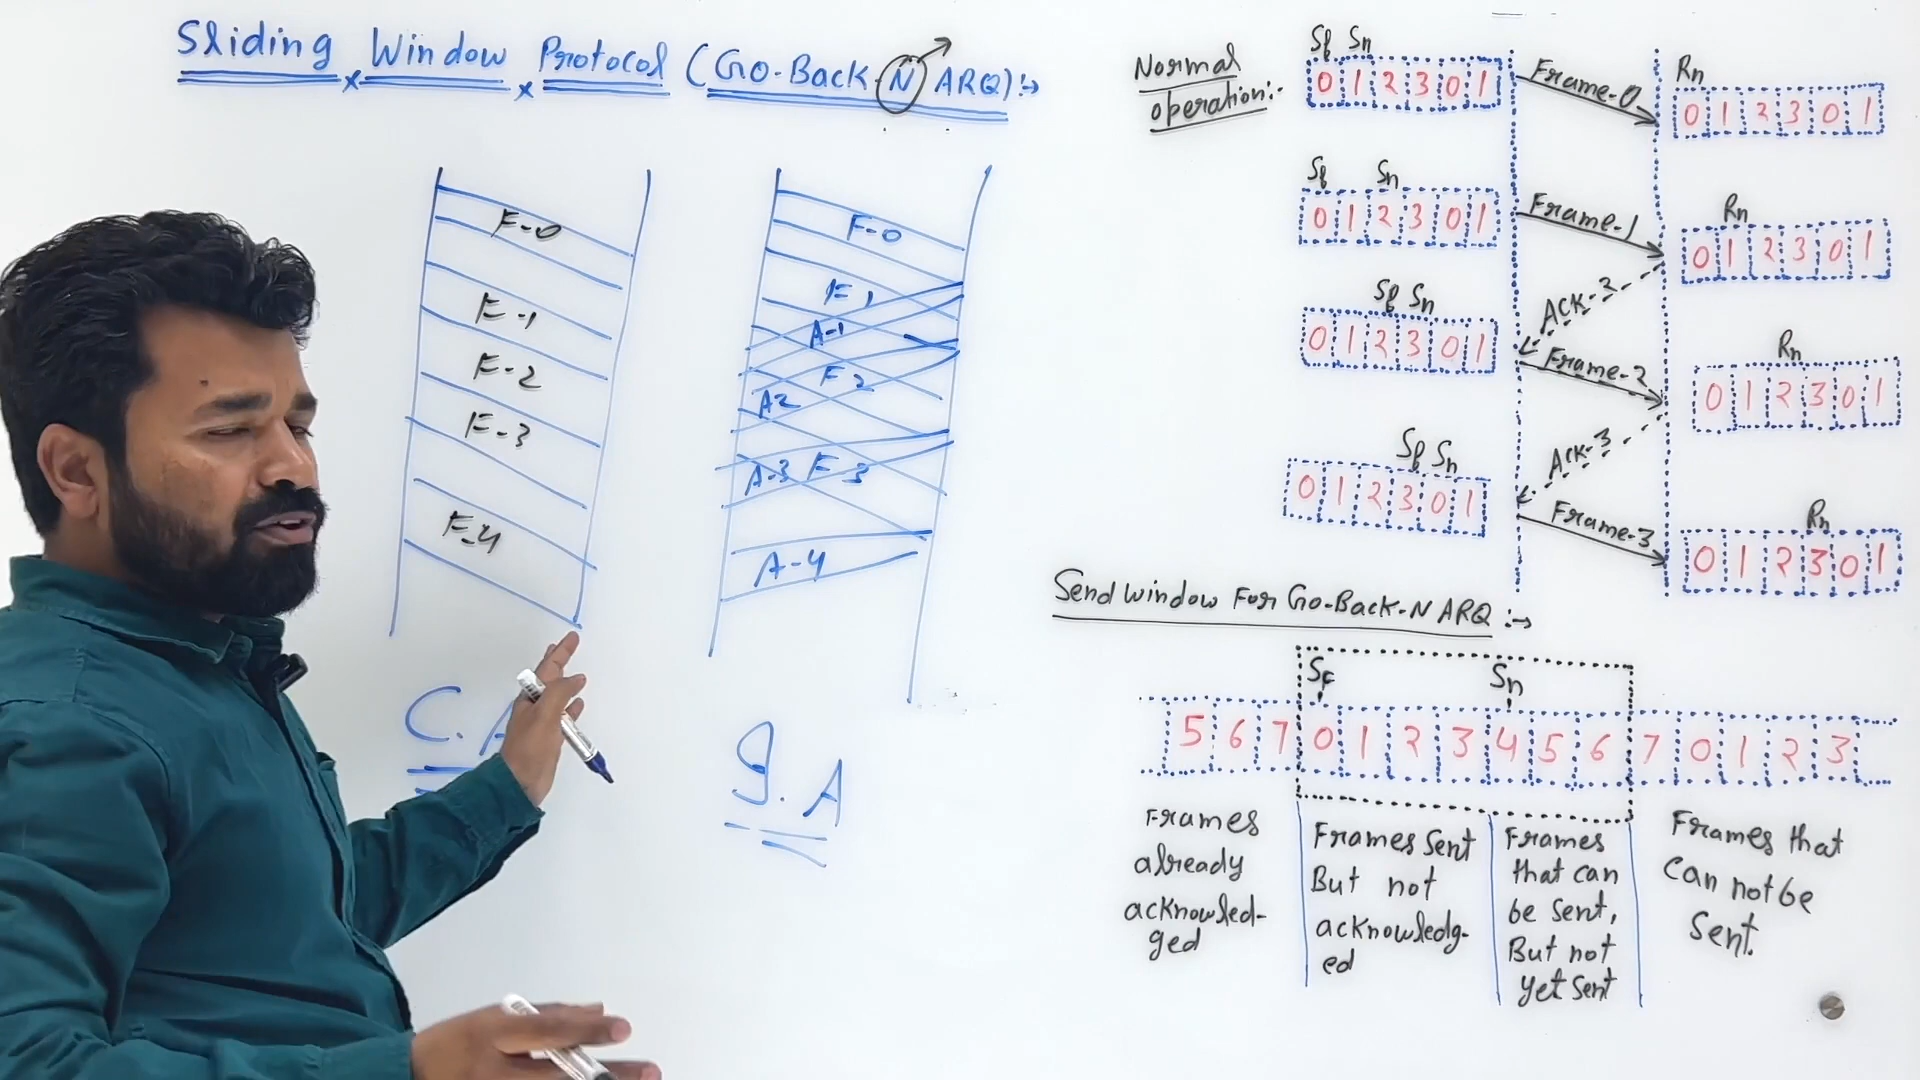 Sliding Window Protocol (Go-Back-N ARQ):→
F-0
F-1
F-2
F-3
F-4
F-0
F-1
A-1
F-2
A2
A-3 F-3
A-4
I.A
Normal
operation:-
Sf Sn
0 1 2 3 0 1
Frame-0
Rn
0 1 2 3 0 1
Sf Sn
0 1 2 3 0 1
Frame-1
Rn
0 1 2 3 0 1
ACK-2
Sf Sn
0 1 2 3 0 1
Frame-2
Rn
0 1 2 3 0 1
ACK-3
Sf Sn
0 1 2 3 0 1
Frame-3
Rn
0 1 2 3 0 1
Send window For Go-Back-N ARQ :→
Sf Sn
5 6 7 0 1 2 3 4 5 6 7 0 1 2 3
Frames
already
acknowled-
ged
Frames Sent
But not
acknowledg-
ed
Frames
that can
be sent,
But not
yet sent
Frames that
Can not be
Sent.